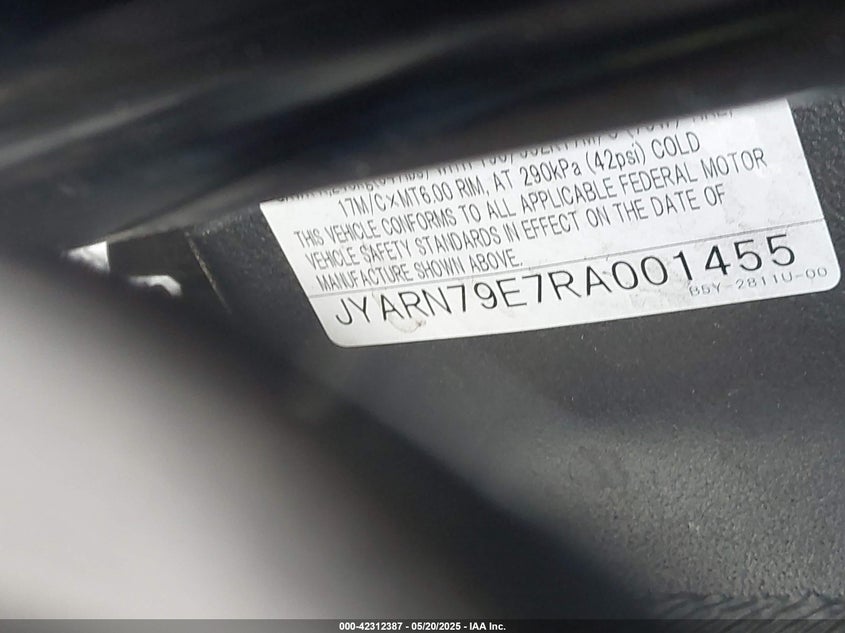 17M/CxMT6.00 RIM, AT 290kPa (42psi) COLD
THIS VEHICLE CONFORMS TO ALL APPLICABLE FEDERAL MOTOR
VEHICLE SAFETY STANDARDS IN EFFECT ON THE DATE OF
MANUFACTURE SHOWN ABOVE.
JYARN79E7RA001455
B5Y-2811U-00
000-42312387 - 05/20/2025 - IAA Inc.